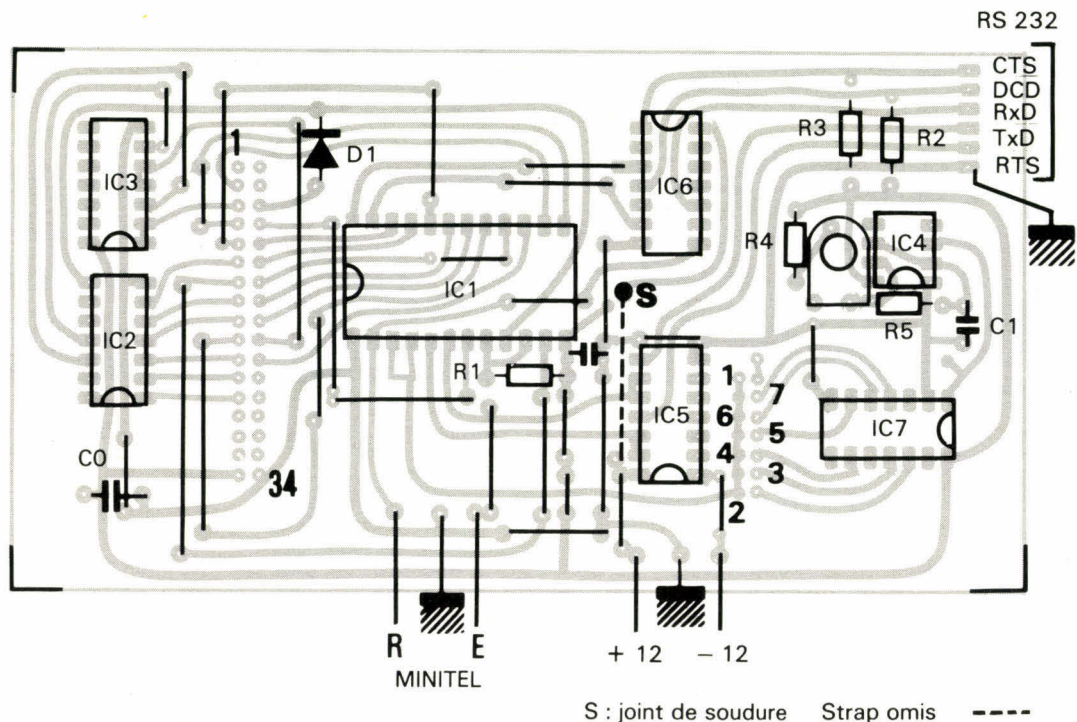 RS 232
CTS
DCD
RxD
TxD
RTS
1
D1
R3
R2
IC3
IC6
R4
IC4
IC1
S
IC2
R5
C1
R1
1
7
IC5
6
5
IC7
4
C0
34
3
2
R
E
+ 12
– 12
MINITEL
S : joint de soudure Strap omis